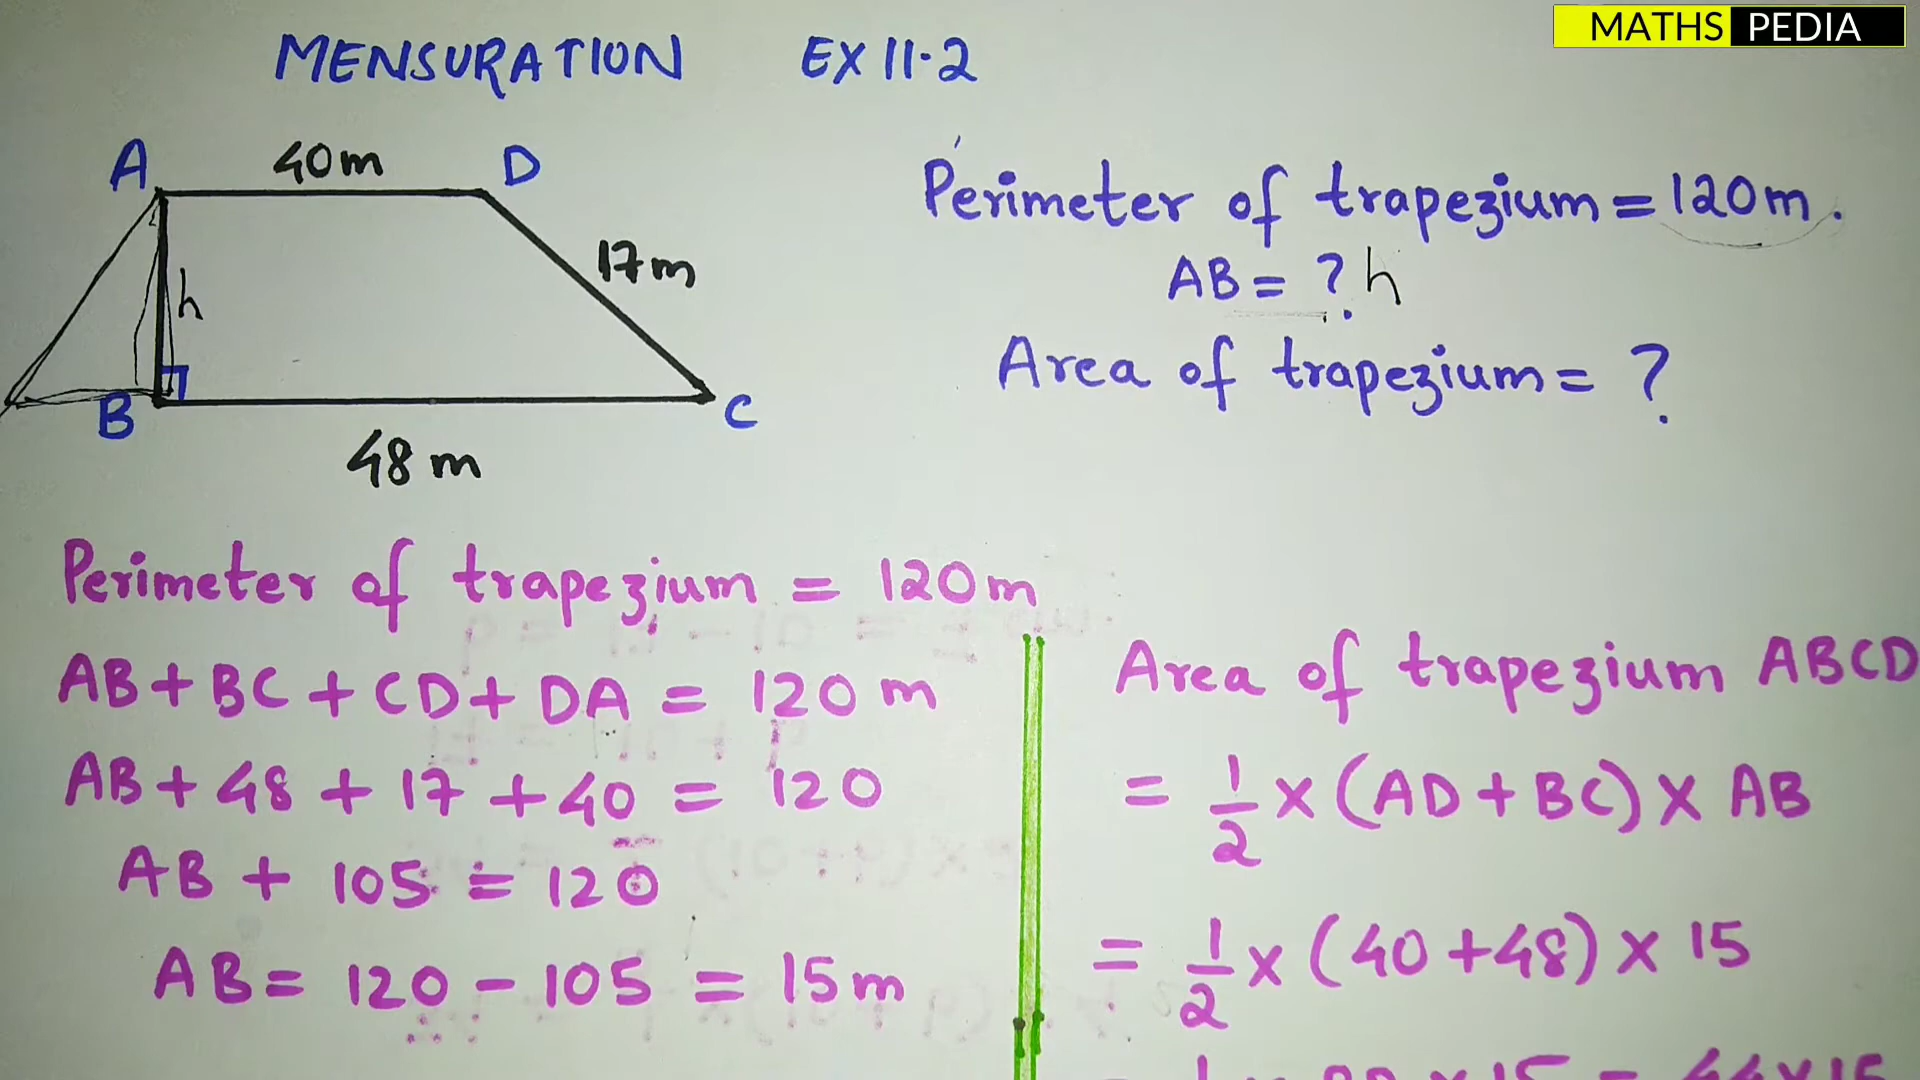 MATHS PEDIA
MENSURATION EX 11.2
A 40m D
17m
h
B C
48 m
Perimeter of trapezium = 120m.
AB = ? h
Area of trapezium = ?
Perimeter of trapezium = 120m
AB + BC + CD + DA = 120 m
AB + 48 + 17 + 40 = 120
AB + 105 = 120
AB = 120 - 105 = 15m
Area of trapezium ABCD
= 1/2 x (AD + BC) x AB
= 1/2 x (40 + 48) x 15